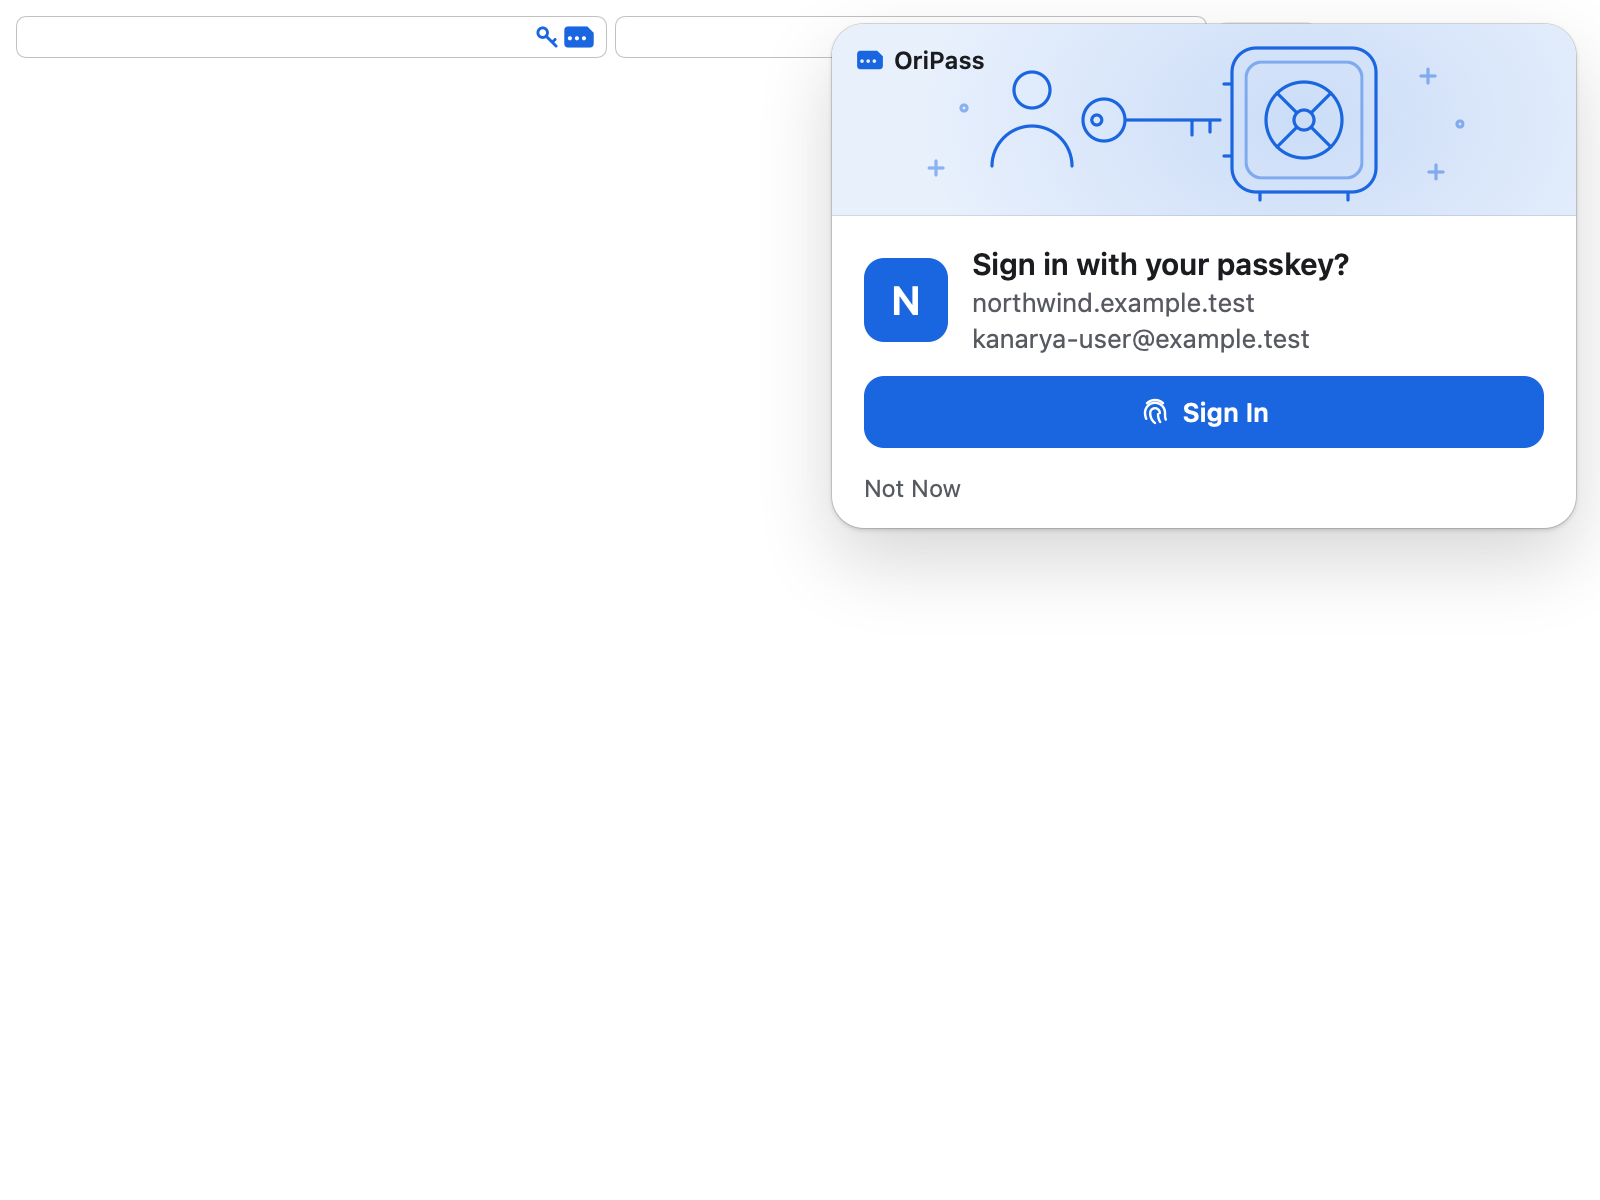 OriPass
N
Sign in with your passkey?
northwind.example.test
kanarya-user@example.test
Sign In
Not Now